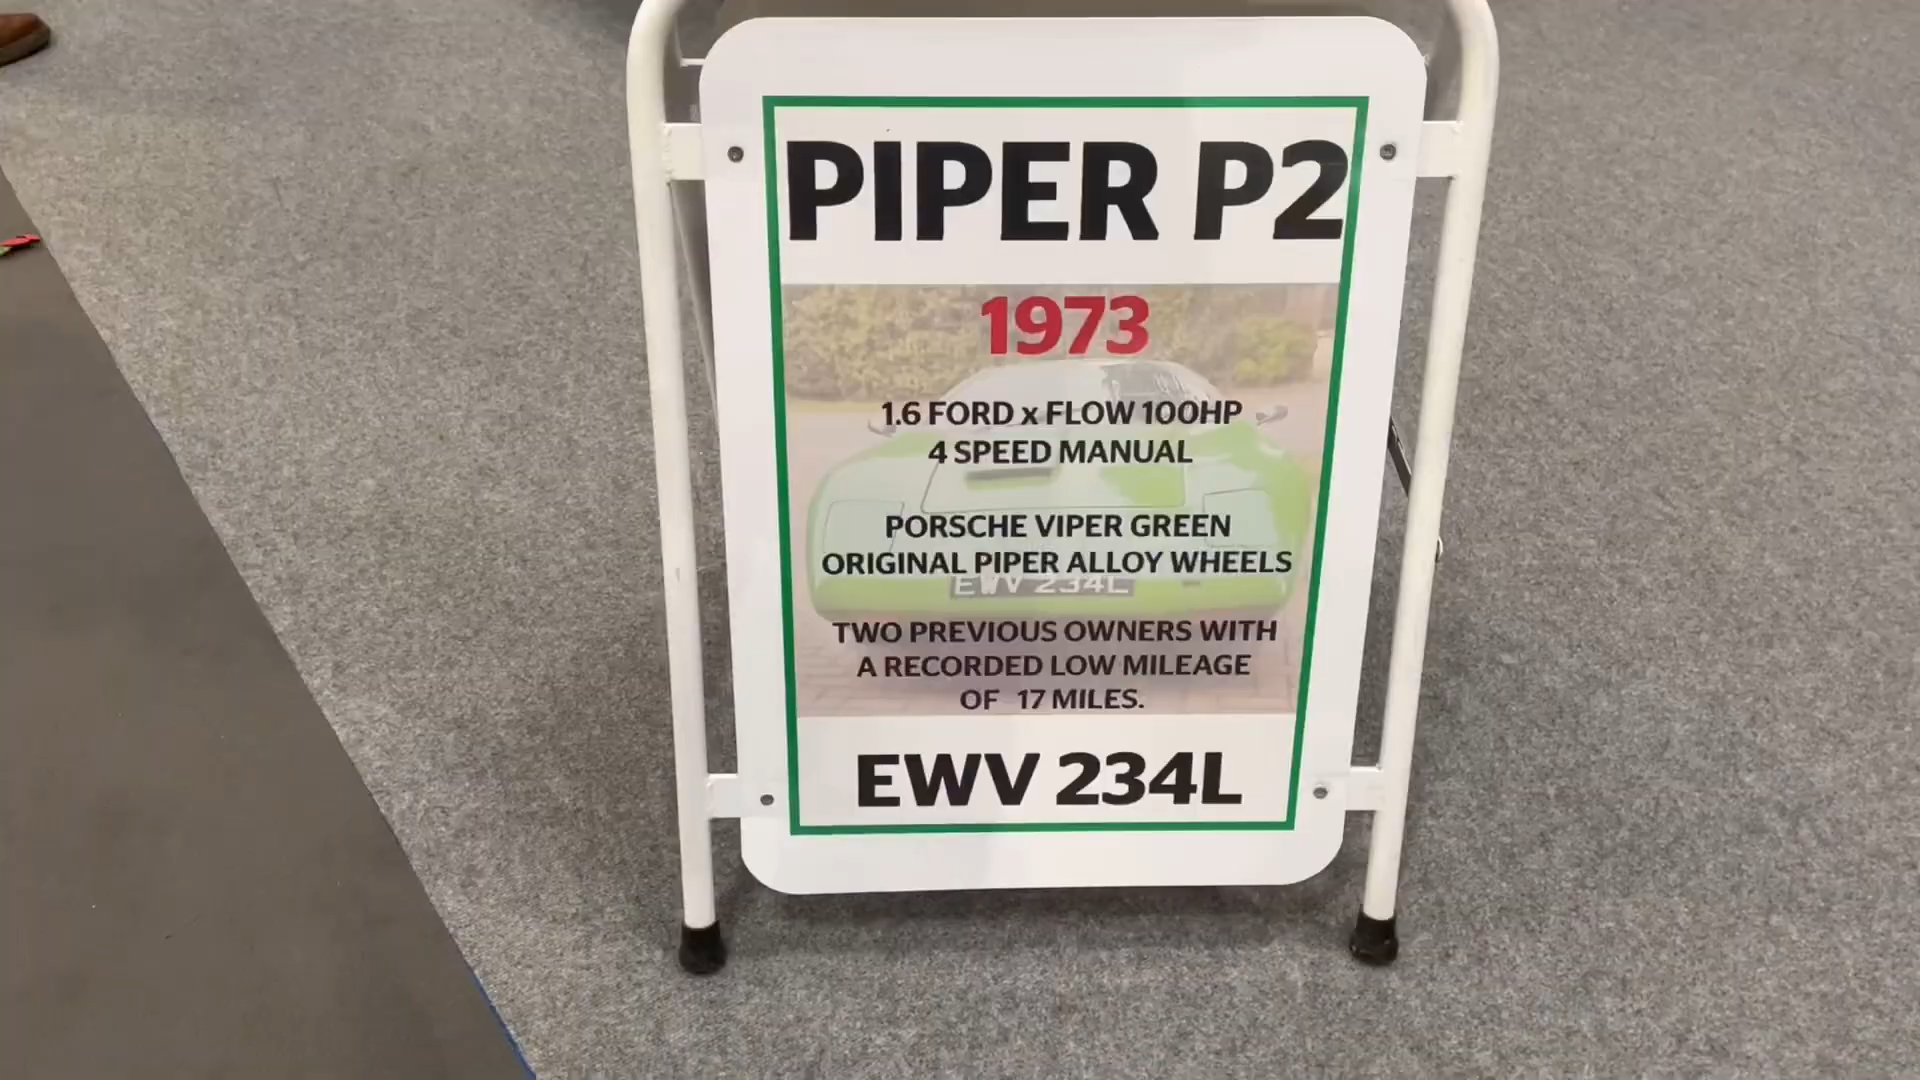 PIPER P2
1973
1.6 FORD x FLOW 100HP
4 SPEED MANUAL
PORSCHE VIPER GREEN
ORIGINAL PIPER ALLOY WHEELS
EWV 234L
TWO PREVIOUS OWNERS WITH
A RECORDED LOW MILEAGE
OF 17 MILES.
EWV 234L